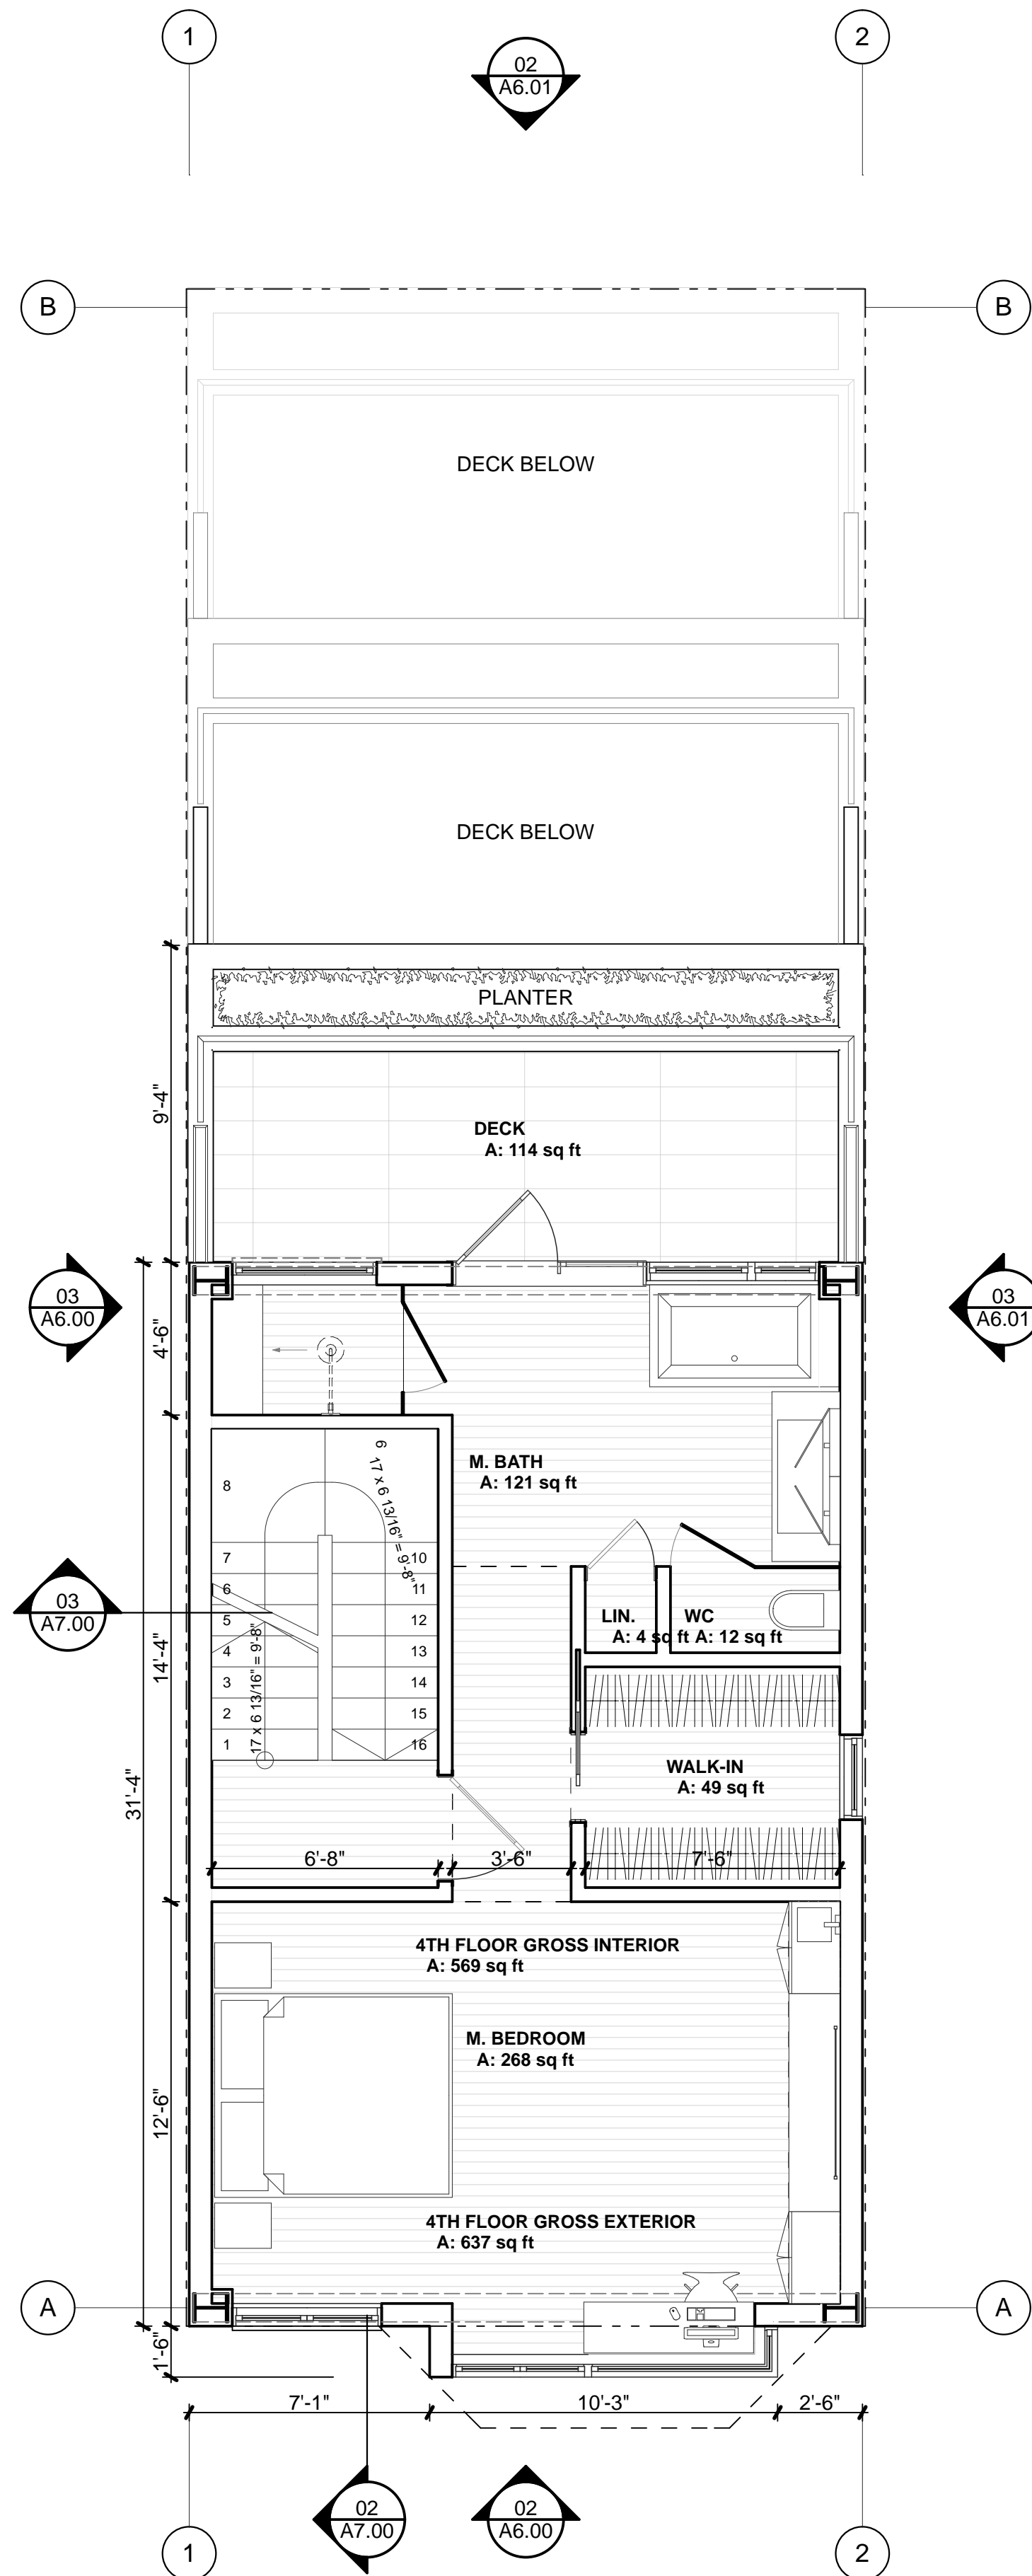 1
2
02
A6.01
B
B
DECK BELOW
DECK BELOW
PLANTER
9'-4"
DECK
A: 114 sq ft
03
A6.00
03
A6.01
4'-6"
M. BATH
A: 121 sq ft
6
17 x 6 13/16" = 9'-8"
8
7
10
6
11
5
12
4
13
3
14
2
15
1
16
17 x 6 13/16" = 9'-8"
03
A7.00
14'-4"
LIN.
A: 4 sq ft
WC
A: 12 sq ft
WALK-IN
A: 49 sq ft
31'-4"
6'-8"
3'-6"
7'-6"
4TH FLOOR GROSS INTERIOR
A: 569 sq ft
M. BEDROOM
A: 268 sq ft
12'-6"
4TH FLOOR GROSS EXTERIOR
A: 637 sq ft
A
A
1'-6"
7'-1"
10'-3"
2'-6"
02
A7.00
02
A6.00
1
2